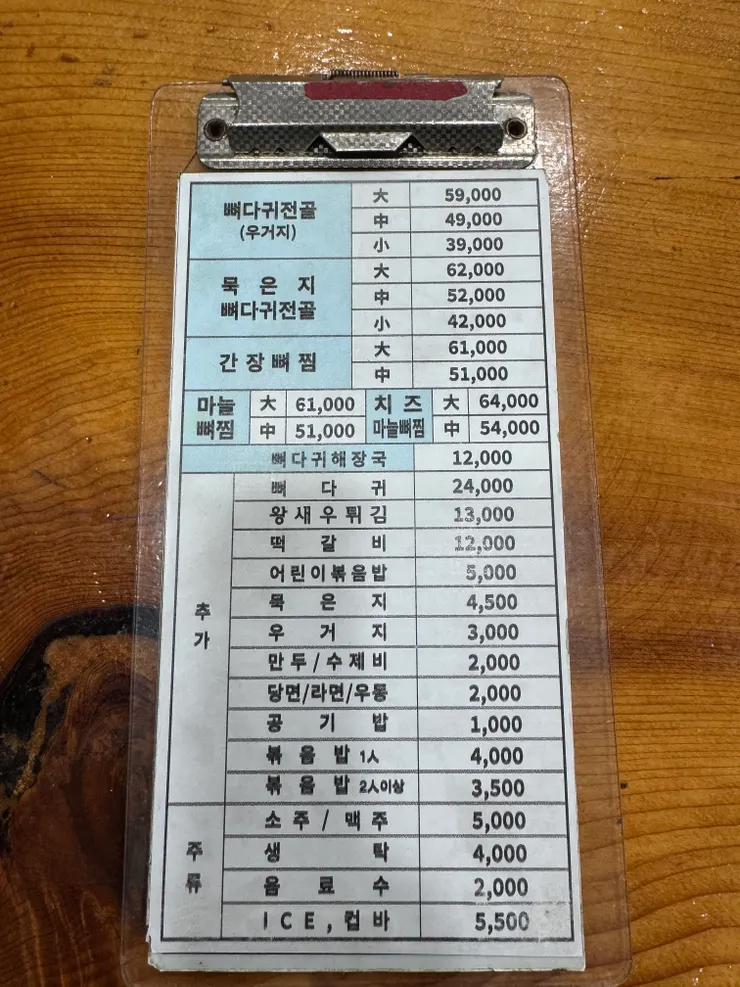 뼈다귀전골 大 59,000
(우거지) 中 49,000
小 39,000
묵은지 大 62,000
뼈다귀전골 中 52,000
小 42,000
간장뼈찜 大 61,000
中 51,000
마늘 大 61,000 치즈 大 64,000
뼈찜 中 51,000 마늘뼈찜 中 54,000
뼈다귀해장국 12,000
추가
뼈다귀 24,000
왕새우튀김 13,000
떡갈비 12,000
어린이볶음밥 5,000
묵은지 4,500
우거지 3,000
만두/수제비 2,000
당면/라면/우동 2,000
공기밥 1,000
볶음밥 1人 4,000
볶음밥 2人이상 3,500
주류
소주/맥주 5,000
생탁 4,000
음료수 2,000
ICE,컵바 5,500